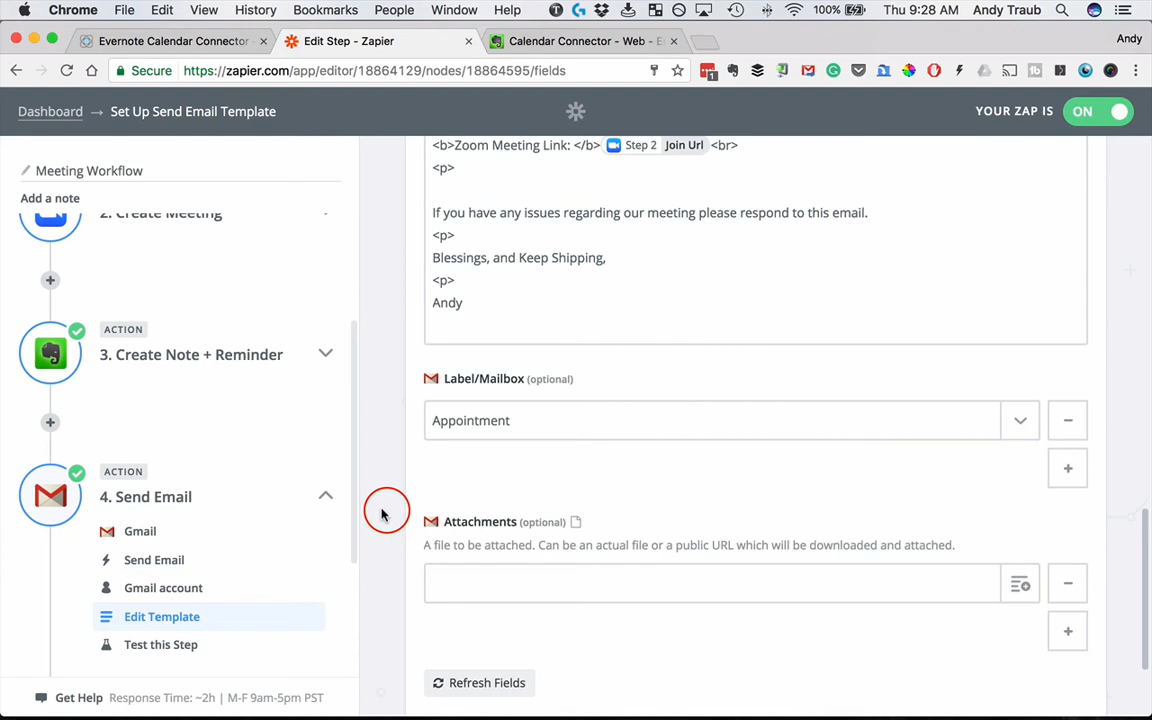 Chrome File Edit View History Bookmarks People Window Help 100% Thu 9:28 AM Andy Traub
Evernote Calendar Connector
Edit Step - Zapier
Calendar Connector - Web - E
Andy
Secure https://zapier.com/app/editor/18864129/nodes/18864595/fields
Dashboard → Set Up Send Email Template
YOUR ZAP IS ON
Meeting Workflow
Add a note
2. Create Meeting
ACTION
3. Create Note + Reminder
ACTION
4. Send Email
Gmail
Send Email
Gmail account
Edit Template
Test this Step
Get Help Response Time: ~2h | M-F 9am-5pm PST
<b>Zoom Meeting Link: </b> Step 2 Join Url <br>
<p>
If you have any issues regarding our meeting please respond to this email.
<p>
Blessings, and Keep Shipping,
<p>
Andy
Label/Mailbox (optional)
Appointment
Attachments (optional)
A file to be attached. Can be an actual file or a public URL which will be downloaded and attached.
Refresh Fields